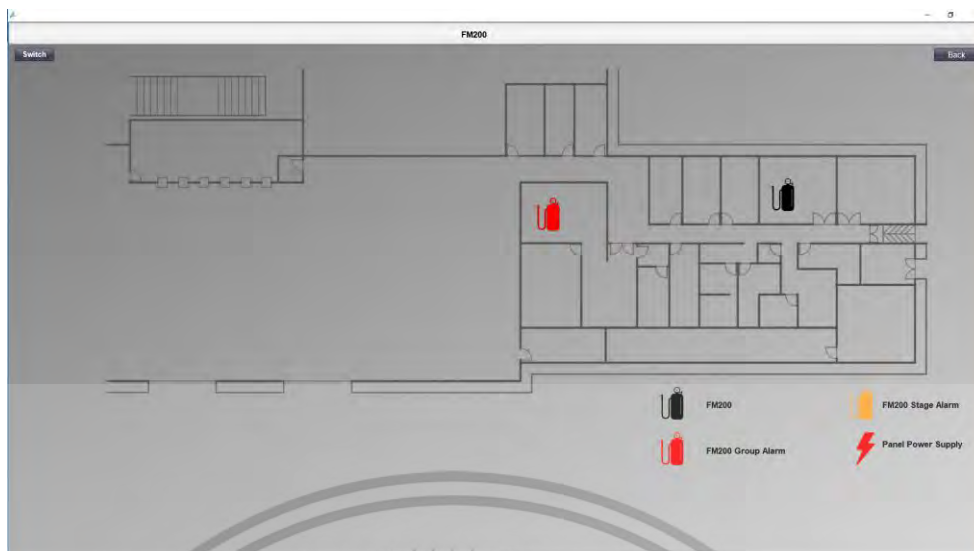 FM200
Switch
Back
FM200
FM200 Stage Alarm
FM200 Group Alarm
Panel Power Supply